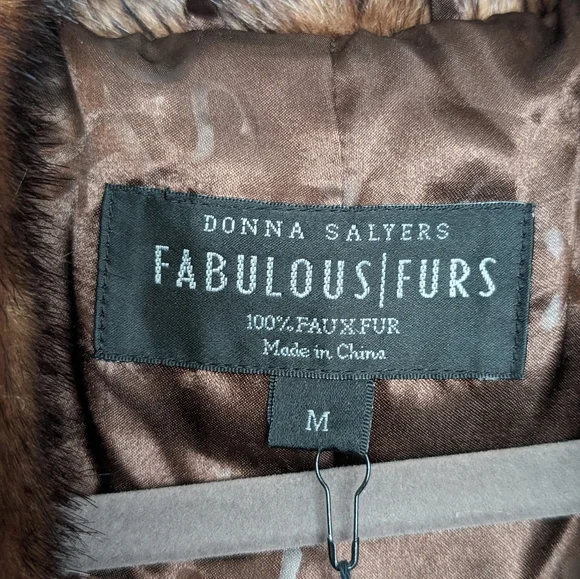 DONNA SALYERS
FABULOUS|FURS
100% FAUX FUR
Made in China
M